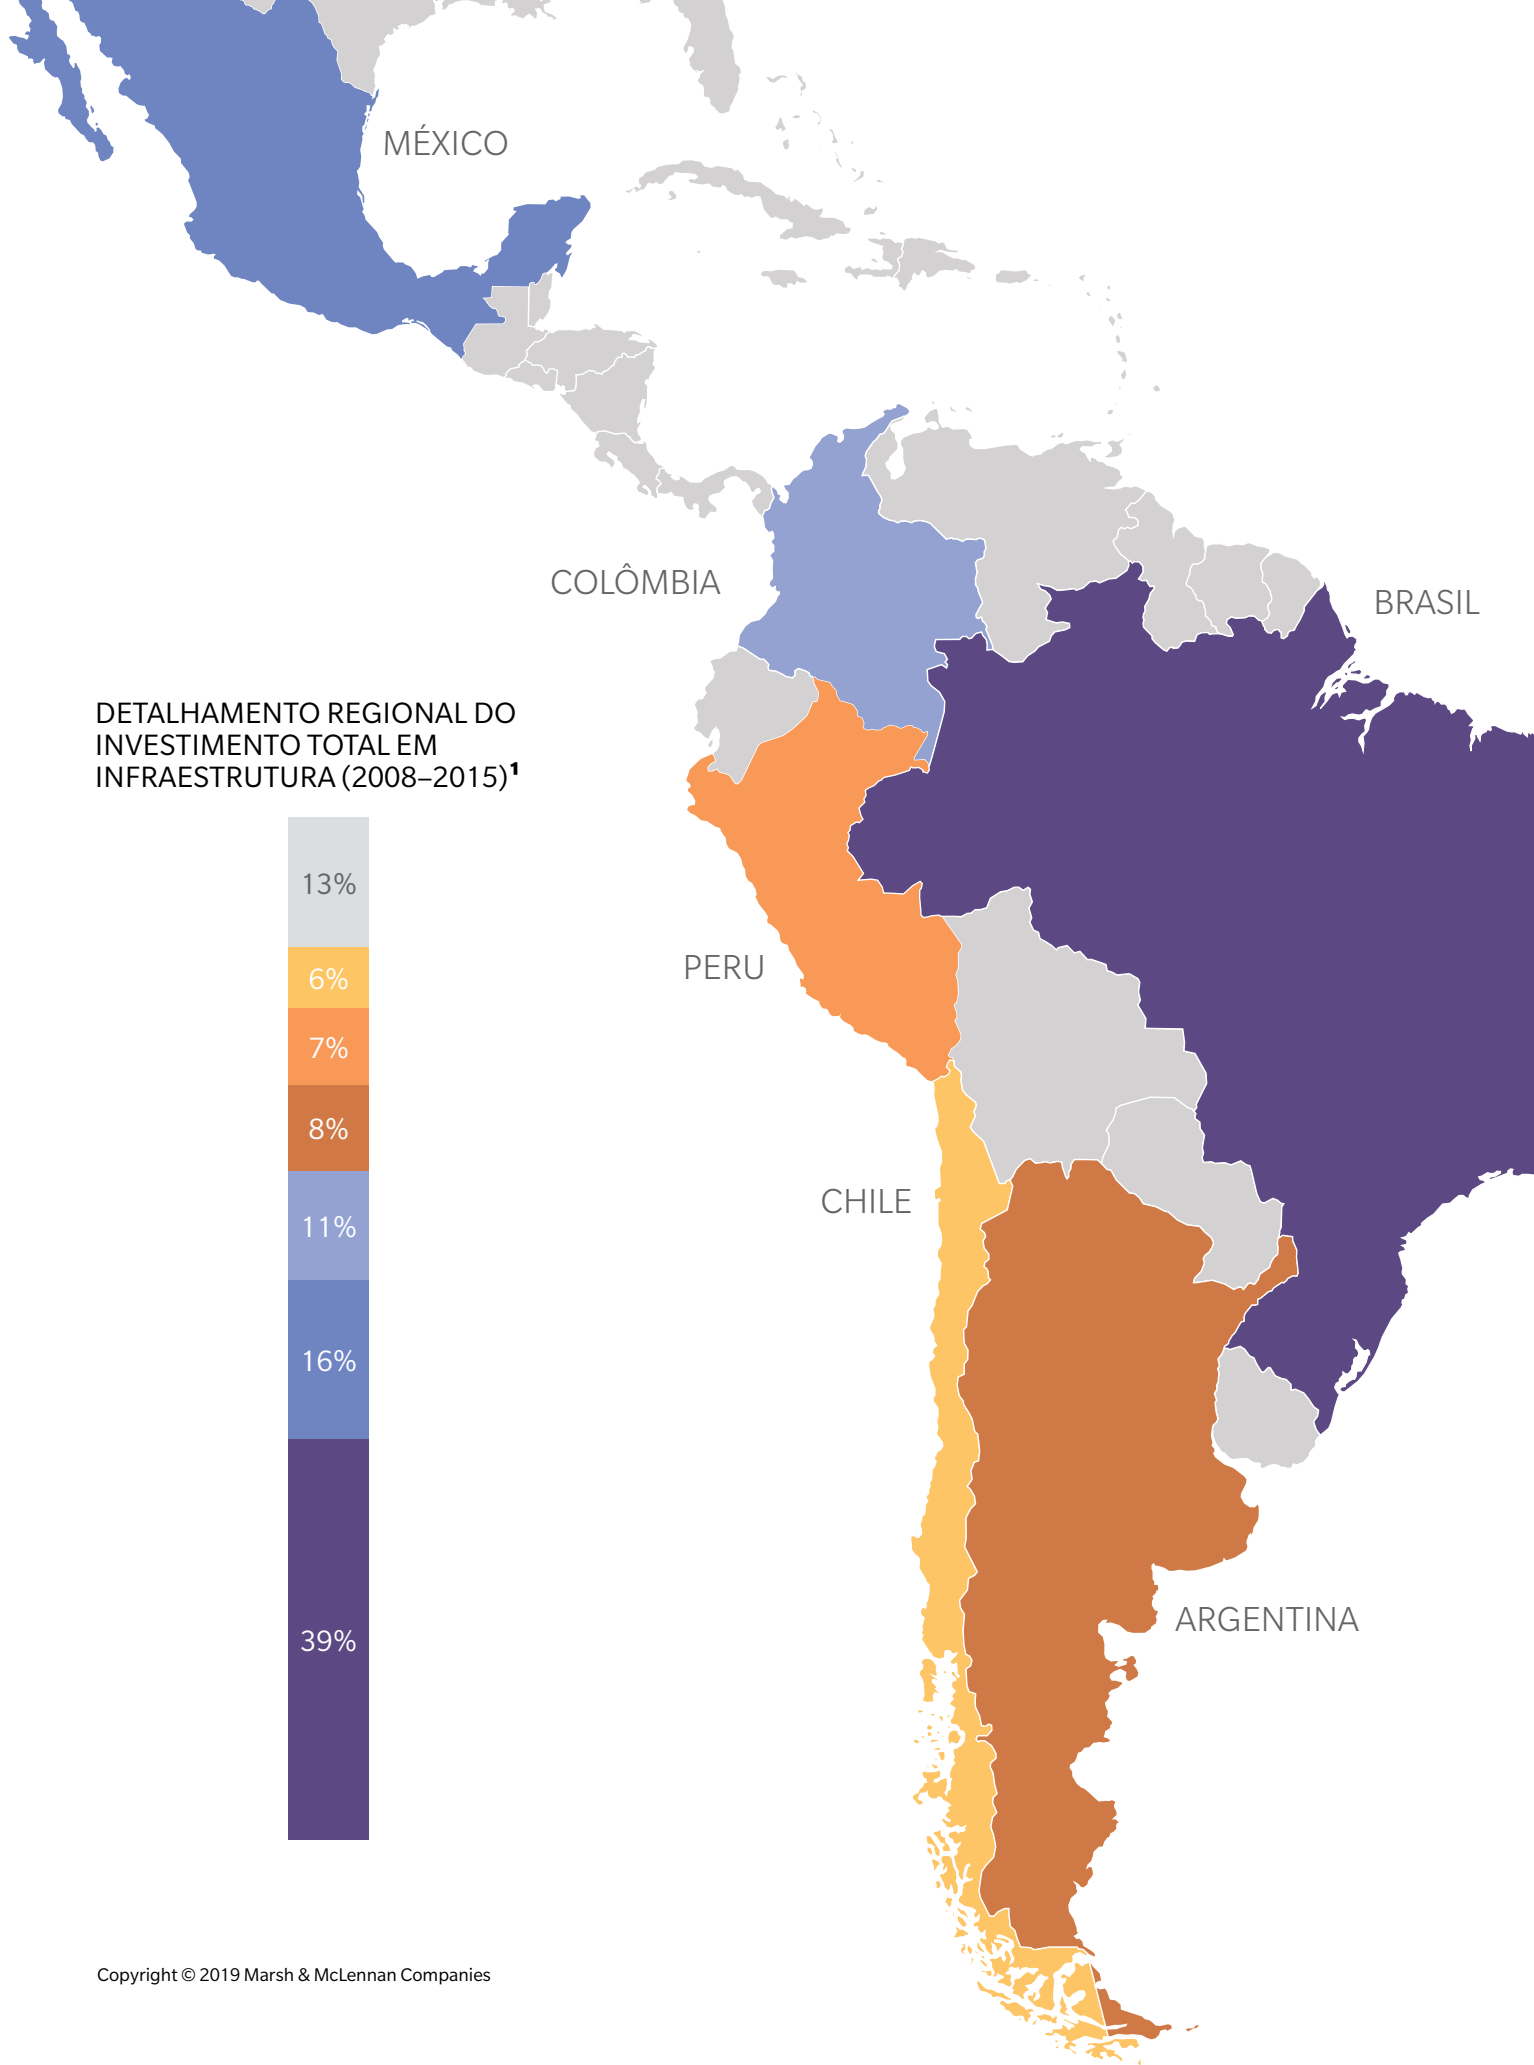 MÉXICO
COLÔMBIA
BRASIL
DETALHAMENTO REGIONAL DO
INVESTIMENTO TOTAL EM
INFRAESTRUTURA (2008–2015)¹
13%
6%
7%
8%
11%
16%
39%
PERU
CHILE
ARGENTINA
Copyright © 2019 Marsh & McLennan Companies